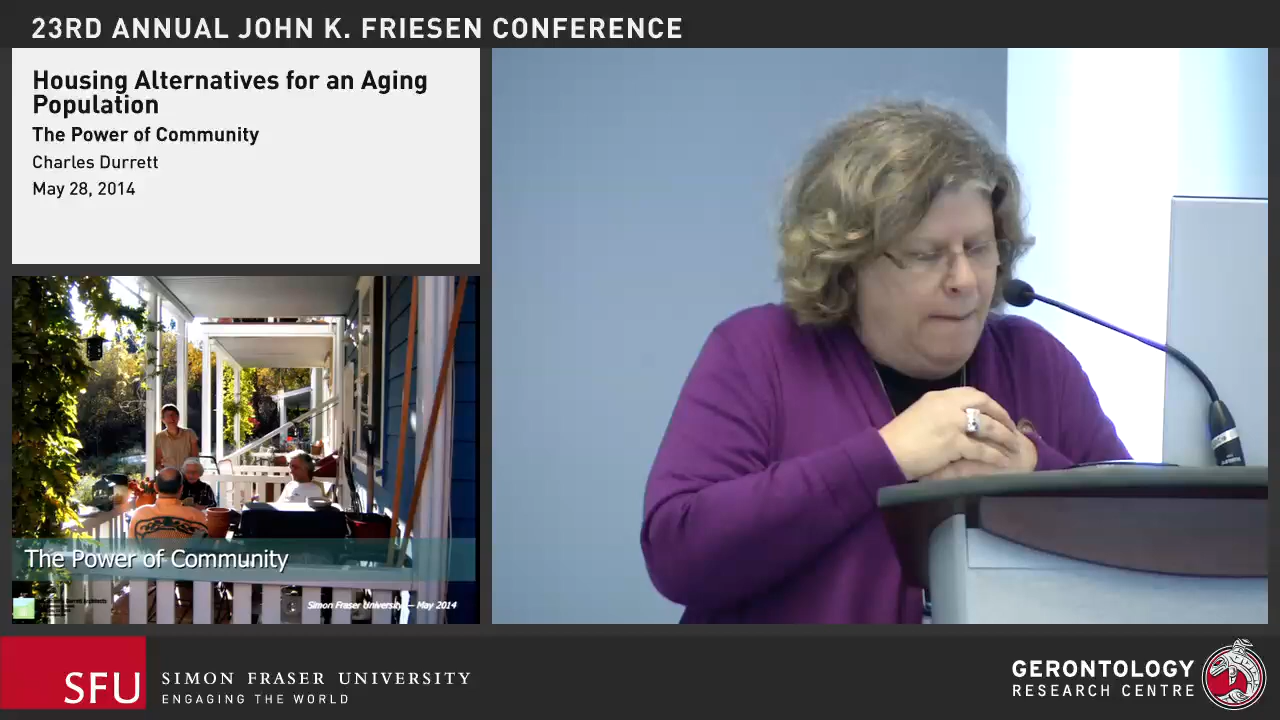 23RD ANNUAL JOHN K. FRIESEN CONFERENCE
Housing Alternatives for an Aging
Population
The Power of Community
Charles Durrett
May 28, 2014
The Power of Community
Simon Fraser University — May 2014
SFU
SIMON FRASER UNIVERSITY
ENGAGING THE WORLD
GERONTOLOGY
RESEARCH CENTRE